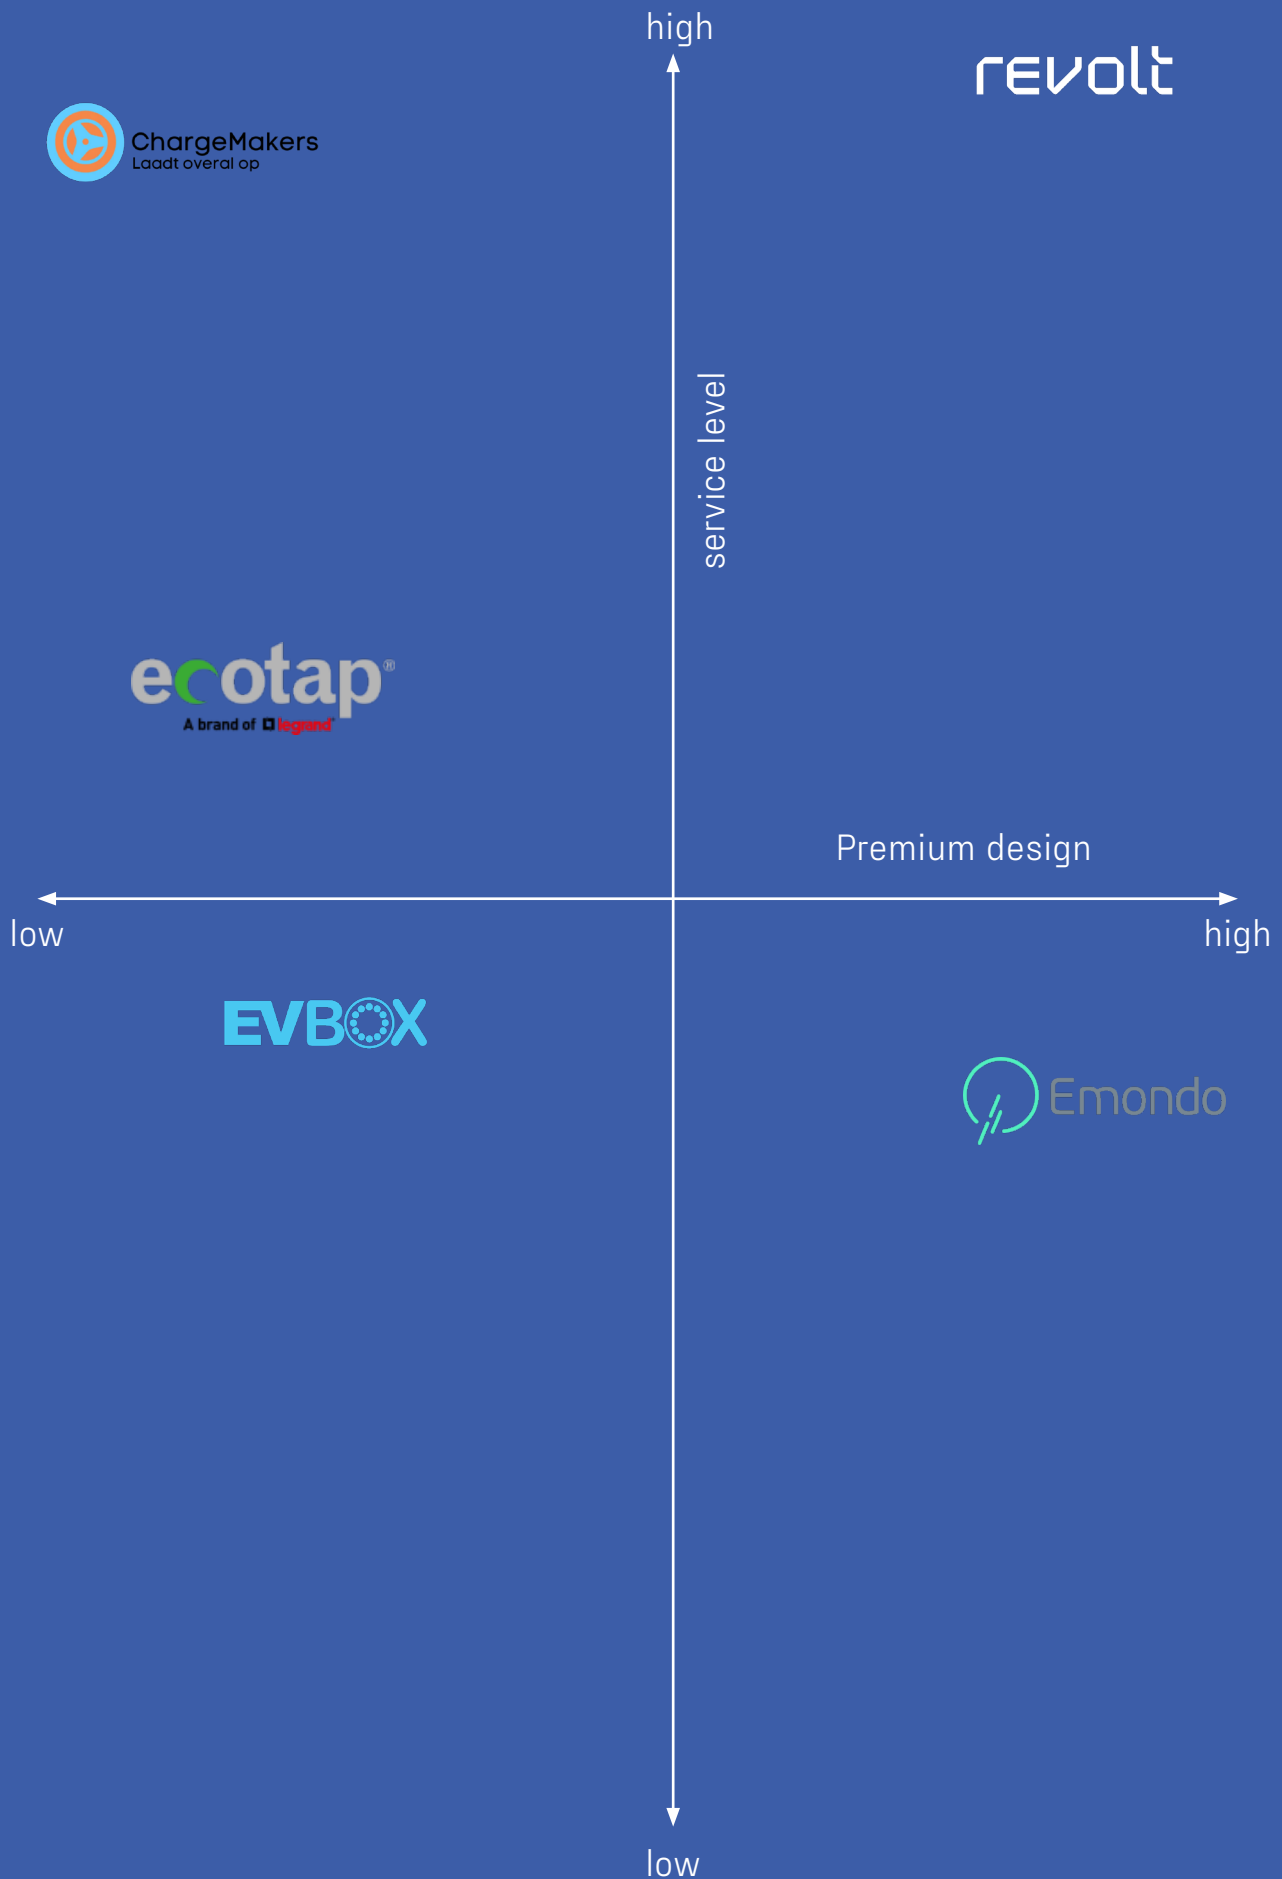 high
revolt
ChargeMakers
Laadt overal op
service level
ecotap®
A brand of legrand
Premium design
low
high
EVBOX
Emondo
low